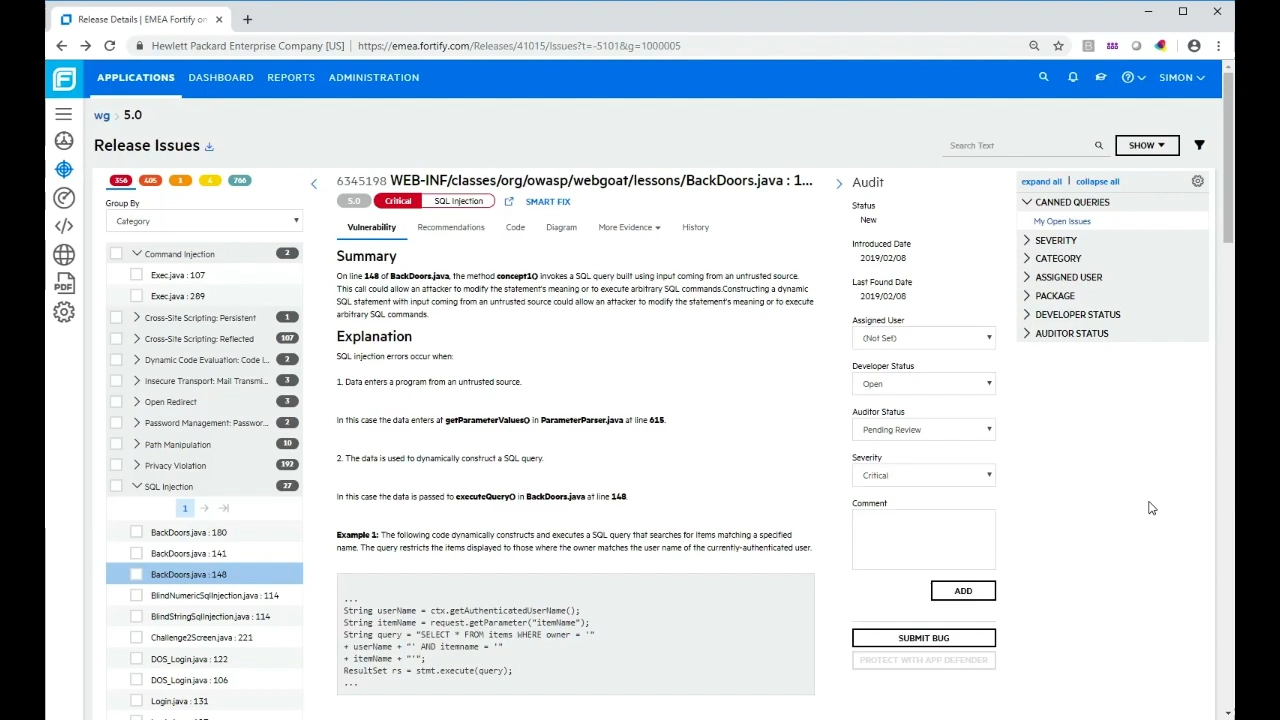 Release Details | EMEA Fortify on
Hewlett Packard Enterprise Company [US] | https://emea.fortify.com/Releases/41015/Issues?t=-5101&g=1000005
APPLICATIONS DASHBOARD REPORTS ADMINISTRATION
SIMON
wg > 5.0
Release Issues
Search Text
SHOW
356 405 1 4 766
Group By
Category
Command Injection 2
Exec.java : 107
Exec.java : 289
Cross-Site Scripting: Persistent 1
Cross-Site Scripting: Reflected 107
Dynamic Code Evaluation: Code I... 2
Insecure Transport: Mail Transmi... 3
Open Redirect 3
Password Management: Passwor... 2
Path Manipulation 10
Privacy Violation 192
SQL Injection 27
1
BackDoors.java : 180
BackDoors.java : 141
BackDoors.java : 148
BlindNumericSqlInjection.java : 114
BlindStringSqlInjection.java : 114
Challenge2Screen.java : 221
DOS_Login.java : 122
DOS_Login.java : 106
Login.java : 131
PDF
6345198 WEB-INF/classes/org/owasp/webgoat/lessons/BackDoors.java : 1...
5.0 Critical SQL Injection SMART FIX
Vulnerability Recommendations Code Diagram More Evidence History
Summary
On line 148 of BackDoors.java, the method concept1() invokes a SQL query built using input coming from an untrusted source.
This call could allow an attacker to modify the statement's meaning or to execute arbitrary SQL commands.Constructing a dynamic
SQL statement with input coming from an untrusted source could allow an attacker to modify the statement's meaning or to execute
arbitrary SQL commands.
Explanation
SQL injection errors occur when:
1. Data enters a program from an untrusted source.
In this case the data enters at getParameterValues() in ParameterParser.java at line 615.
2. The data is used to dynamically construct a SQL query.
In this case the data is passed to executeQuery() in BackDoors.java at line 148.
Example 1: The following code dynamically constructs and executes a SQL query that searches for items matching a specified
name. The query restricts the items displayed to those where the owner matches the user name of the currently-authenticated user.
...
String userName = ctx.getAuthenticatedUserName();
String itemName = request.getParameter("itemName");
String query = "SELECT * FROM items WHERE owner = '"
+ userName + "' AND itemname = '"
+ itemName + "'";
ResultSet rs = stmt.execute(query);
...
Audit
Status
New
Introduced Date
2019/02/08
Last Found Date
2019/02/08
Assigned User
(Not Set)
Developer Status
Open
Auditor Status
Pending Review
Severity
Critical
Comment
ADD
SUBMIT BUG
PROTECT WITH APP DEFENDER
expand all | collapse all
CANNED QUERIES
My Open Issues
SEVERITY
CATEGORY
ASSIGNED USER
PACKAGE
DEVELOPER STATUS
AUDITOR STATUS